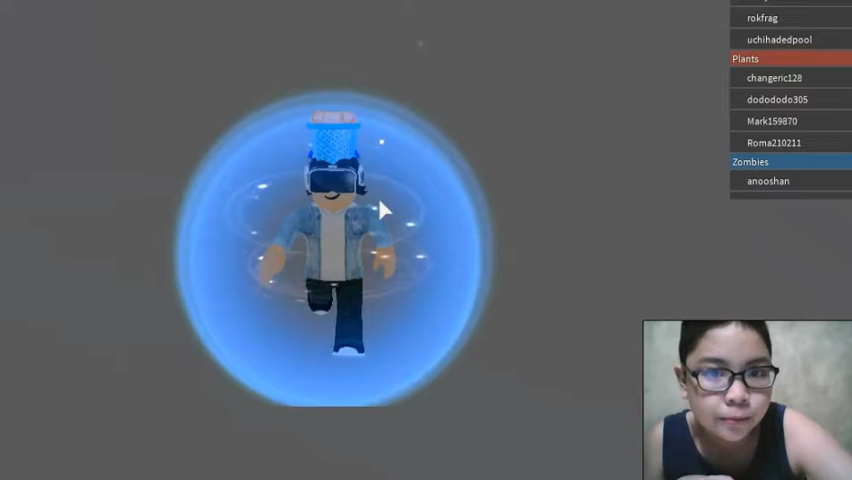 rokfrag
uchihadedpool
Plants
changeric128
dodododo305
Mark159870
Roma210211
Zombies
anooshan